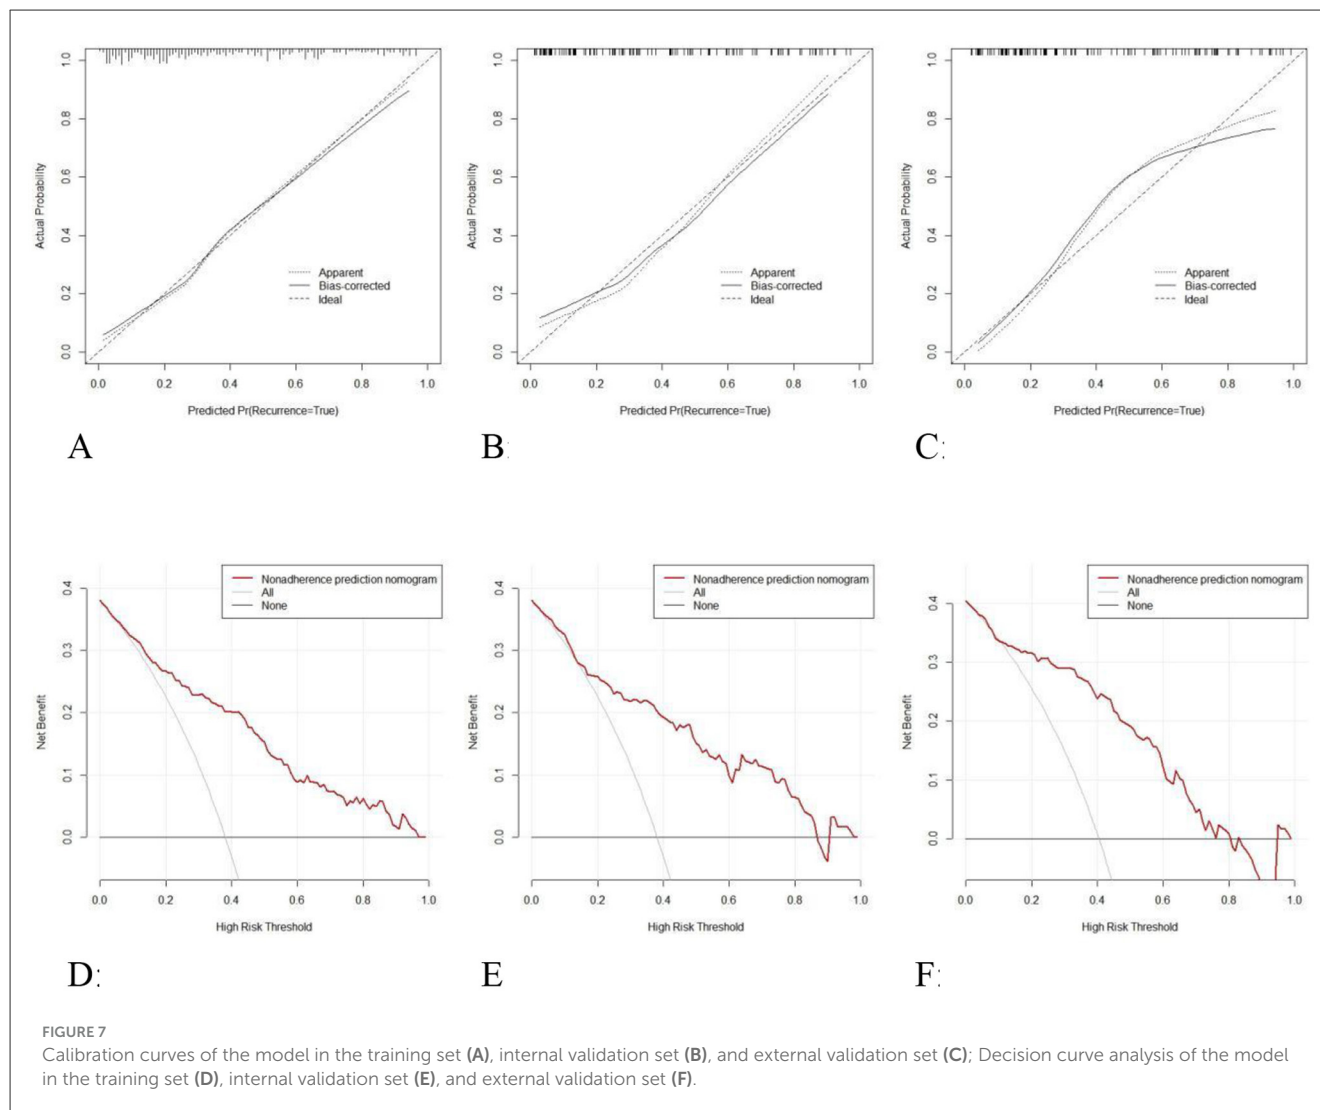 1.0
0.8
0.6
0.4
0.2
0.0
Actual Probability
Apparent
Bias-corrected
Ideal
0.0 0.2 0.4 0.6 0.8 1.0
Predicted Pr(Recurrence=True)
A
1.0
0.8
0.6
0.4
0.2
0.0
Actual Probability
Apparent
Bias-corrected
Ideal
0.0 0.2 0.4 0.6 0.8 1.0
Predicted Pr(Recurrence=True)
B:
1.0
0.8
0.6
0.4
0.2
0.0
Actual Probability
Apparent
Bias-corrected
Ideal
0.0 0.2 0.4 0.6 0.8 1.0
Predicted Pr(Recurrence=True)
C:
0.4
0.3
0.2
0.1
0.0
Net Benefit
Nonadherence prediction nomogram
All
None
0.0 0.2 0.4 0.6 0.8 1.0
High Risk Threshold
D:
0.4
0.3
0.2
0.1
0.0
Net Benefit
Nonadherence prediction nomogram
All
None
0.0 0.2 0.4 0.6 0.8 1.0
High Risk Threshold
E
0.4
0.3
0.2
0.1
0.0
Net Benefit
Nonadherence prediction nomogram
All
None
0.0 0.2 0.4 0.6 0.8 1.0
High Risk Threshold
F:
FIGURE 7
Calibration curves of the model in the training set (A), internal validation set (B), and external validation set (C); Decision curve analysis of the model
in the training set (D), internal validation set (E), and external validation set (F).